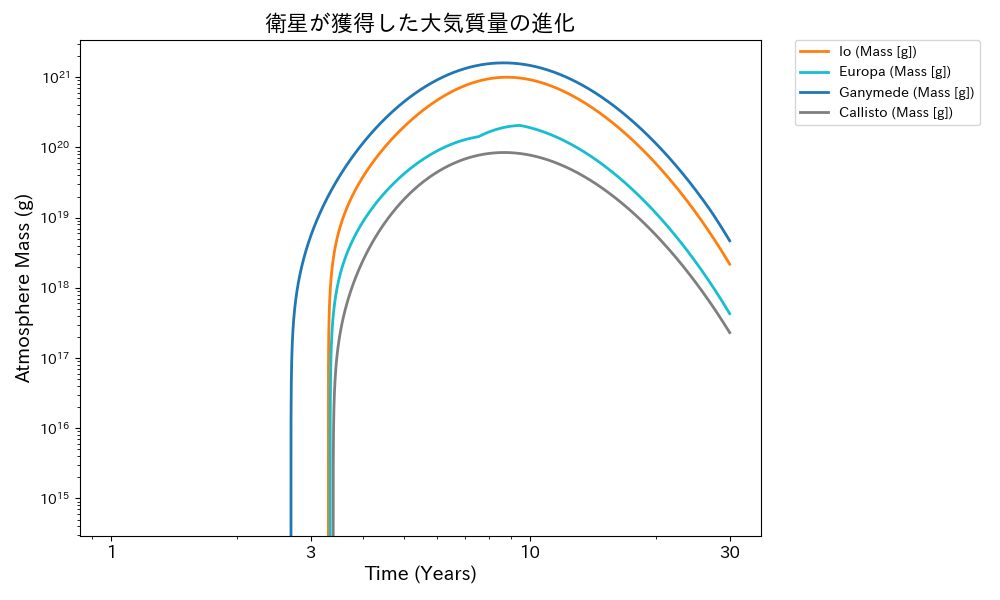 衛星が獲得した大気質量の進化
Io (Mass [g])
Europa (Mass [g])
Ganymede (Mass [g])
Callisto (Mass [g])
Atmosphere Mass (g)
10²¹
10²⁰
10¹⁹
10¹⁸
10¹⁷
10¹⁶
10¹⁵
1 3 10 30
Time (Years)